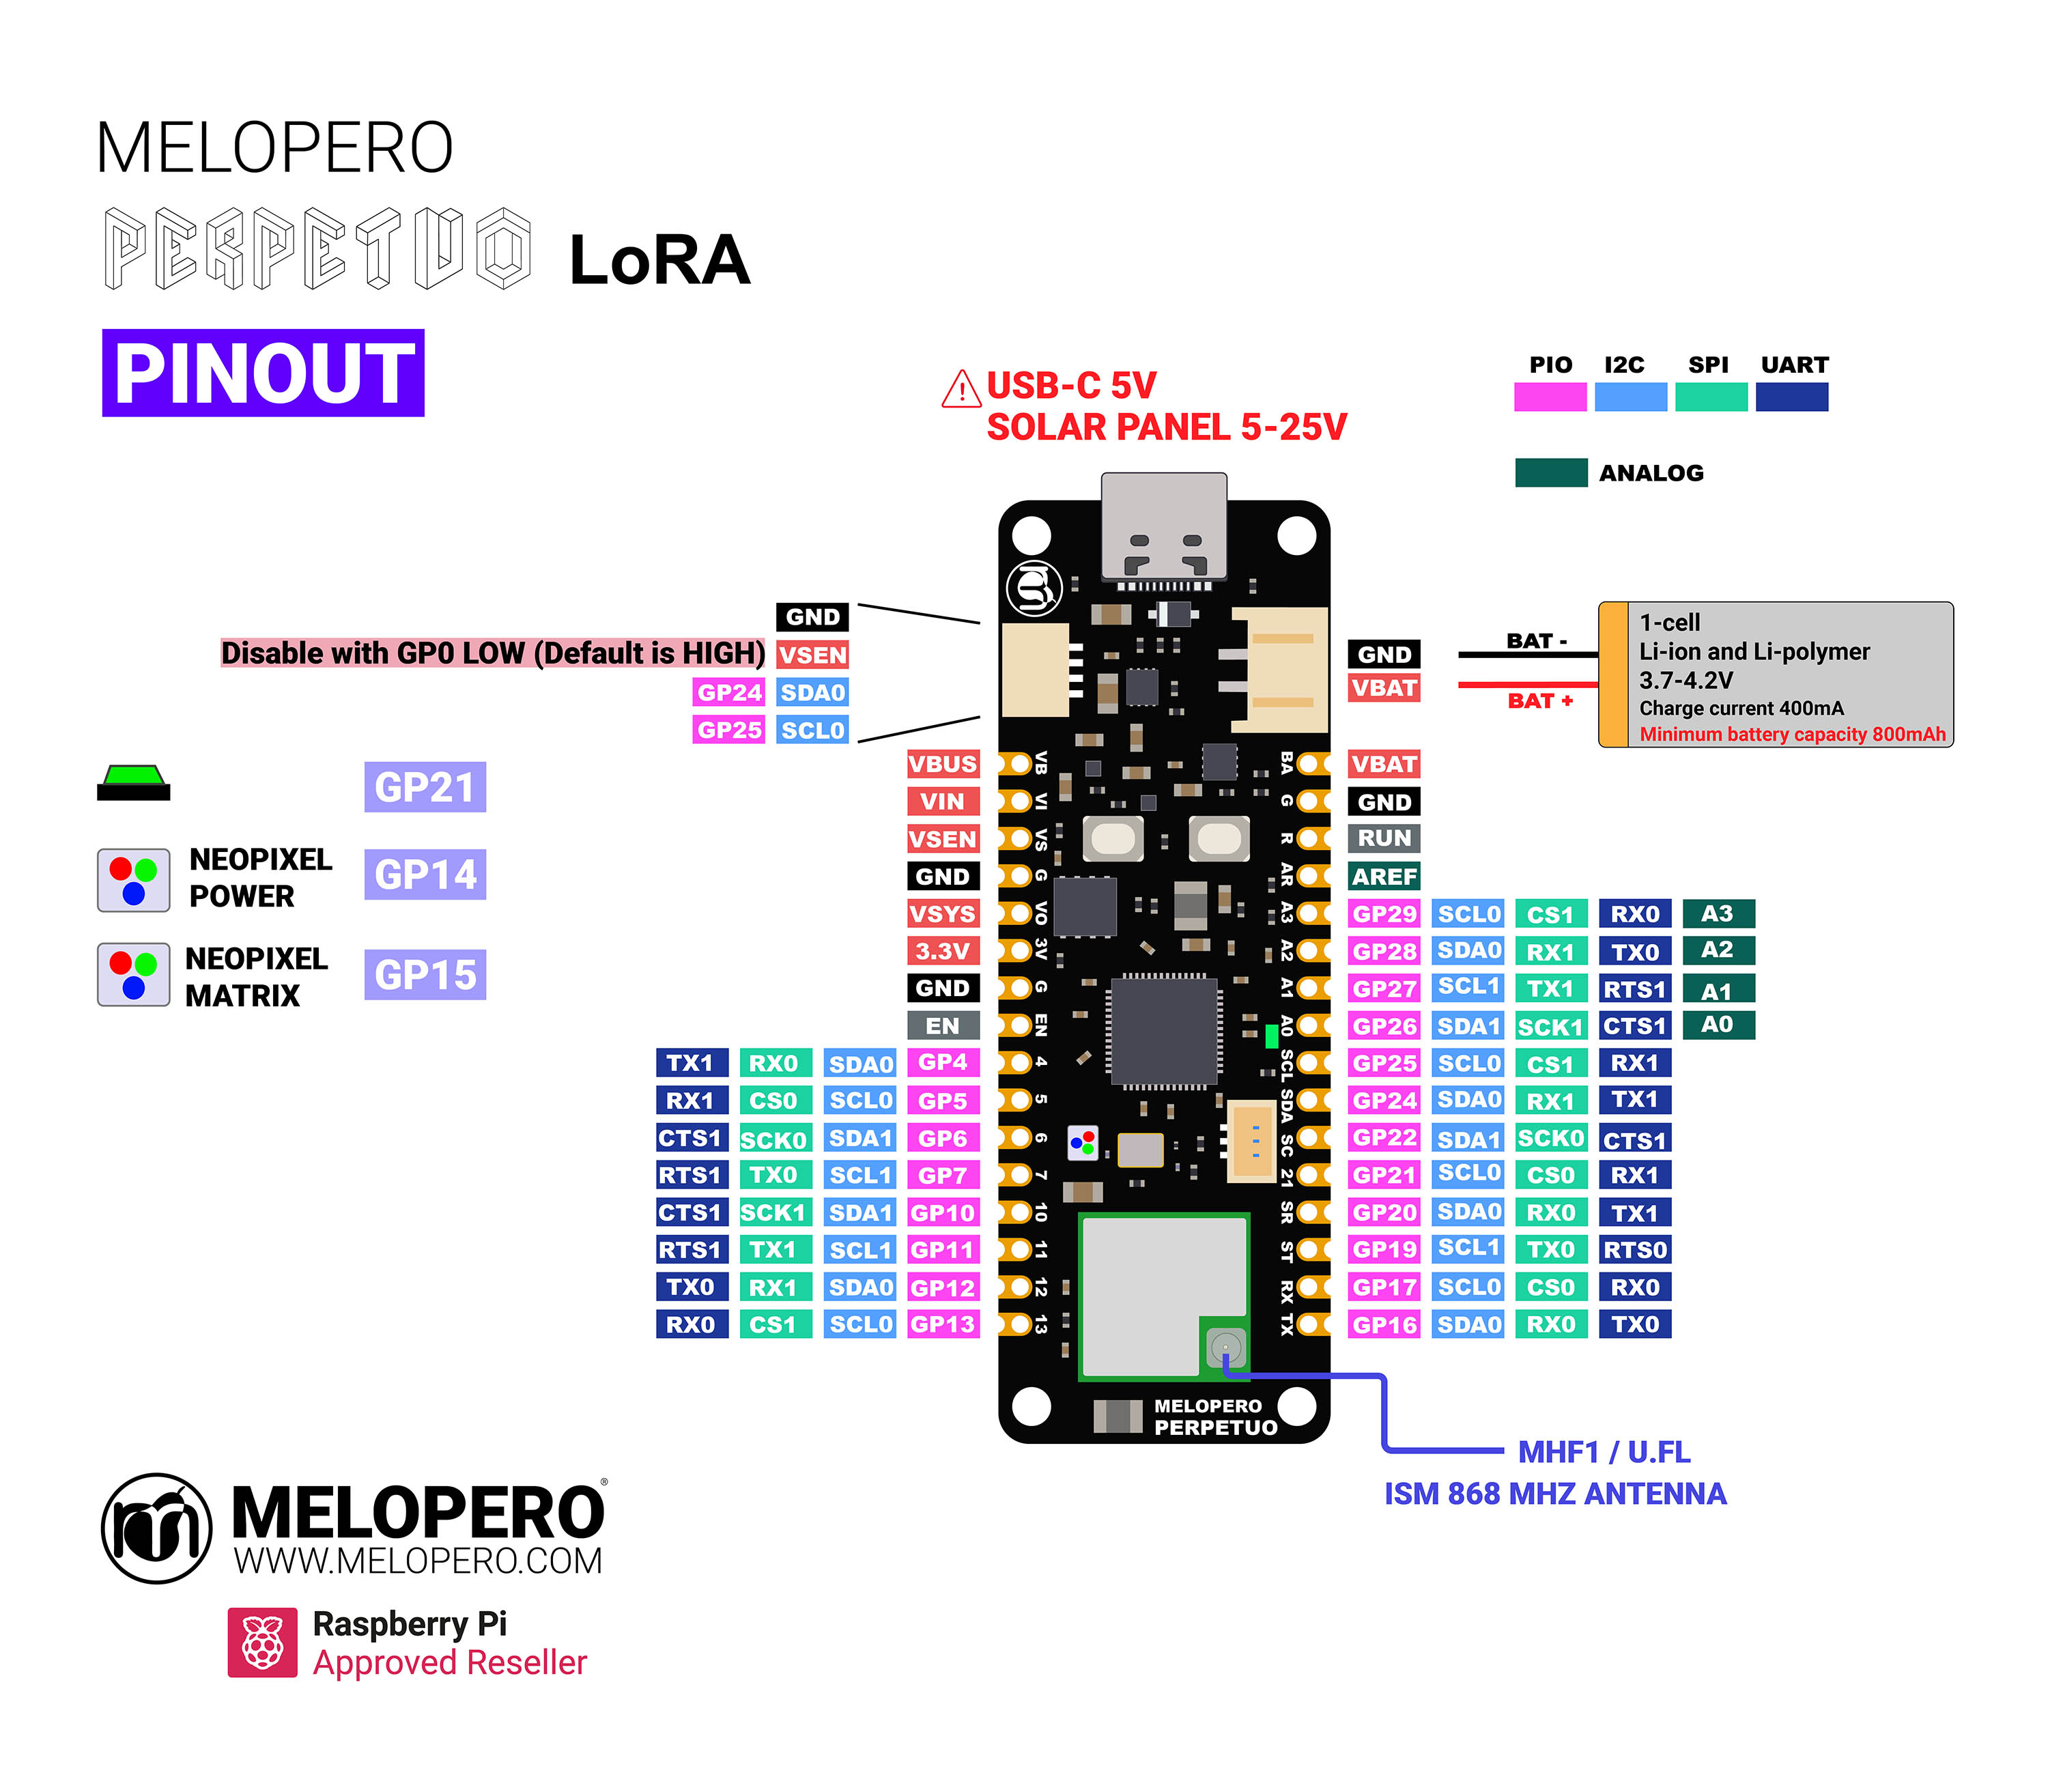 MELOPERO
PERPETUO LoRA
PINOUT
USB-C 5V
SOLAR PANEL 5-25V
PIO I2C SPI UART
ANALOG
GND
Disable with GP0 LOW (Default is HIGH) VSEN
GP24 SDA0
GP25 SCL0
GND BAT -
VBAT BAT +
1-cell
Li-ion and Li-polymer
3.7-4.2V
Charge current 400mA
Minimum battery capacity 800mAh
GP21
NEOPIXEL
POWER
GP14
NEOPIXEL
MATRIX
GP15
VBUS VB BA VBAT
VIN VI G GND
VSEN VS R RUN
GND G AR AREF
VSYS VO A3 GP29 SCL0 CS1 RX0 A3
3.3V 3V A2 GP28 SDA0 RX1 TX0 A2
GND G A1 GP27 SCL1 TX1 RTS1 A1
EN EN A0 GP26 SDA1 SCK1 CTS1 A0
TX1 RX0 SDA0 GP4 4 SCL GP25 SCL0 CS1 RX1
RX1 CS0 SCL0 GP5 5 SDA GP24 SDA0 RX1 TX1
CTS1 SCK0 SDA1 GP6 6 SC GP22 SDA1 SCK0 CTS1
RTS1 TX0 SCL1 GP7 7 21 GP21 SCL0 CS0 RX1
CTS1 SCK1 SDA1 GP10 10 SR GP20 SDA0 RX0 TX1
RTS1 TX1 SCL1 GP11 11 ST GP19 SCL1 TX0 RTS0
TX0 RX1 SDA0 GP12 12 RX GP17 SCL0 CS0 RX0
RX0 CS1 SCL0 GP13 13 TX GP16 SDA0 RX0 TX0
MELOPERO
PERPETUO
MHF1 / U.FL
ISM 868 MHZ ANTENNA
MELOPERO®
WWW.MELOPERO.COM
Raspberry Pi
Approved Reseller